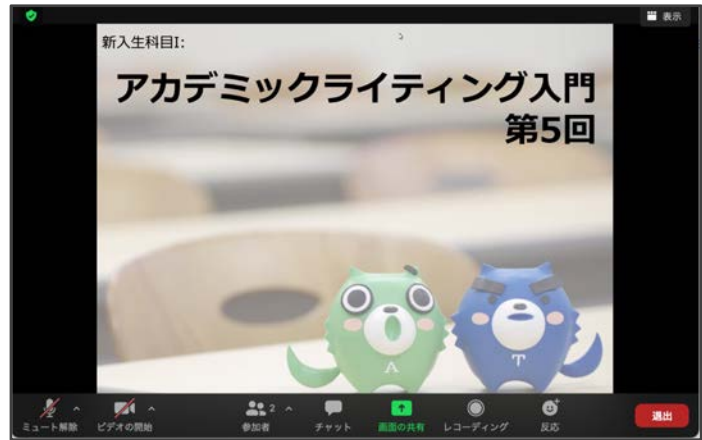 表示
新入生科目I:
アカデミックライティング入門
第5回
A
T
ミュート解除
ビデオの開始
参加者
2
チャット
画面の共有
レコーディング
反応
退出